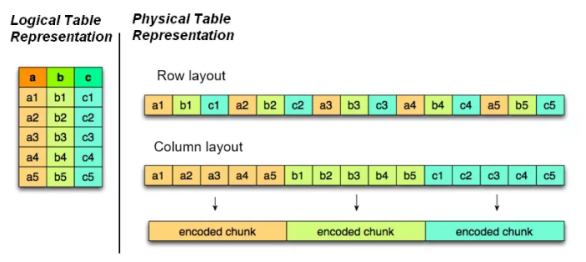 Logical Table
Representation
a b c
a1 b1 c1
a2 b2 c2
a3 b3 c3
a4 b4 c4
a5 b5 c5
Physical Table
Representation
Row layout
a1 b1 c1 a2 b2 c2 a3 b3 c3 a4 b4 c4 a5 b5 c5
Column layout
a1 a2 a3 a4 a5 b1 b2 b3 b4 b5 c1 c2 c3 c4 c5
encoded chunk encoded chunk encoded chunk